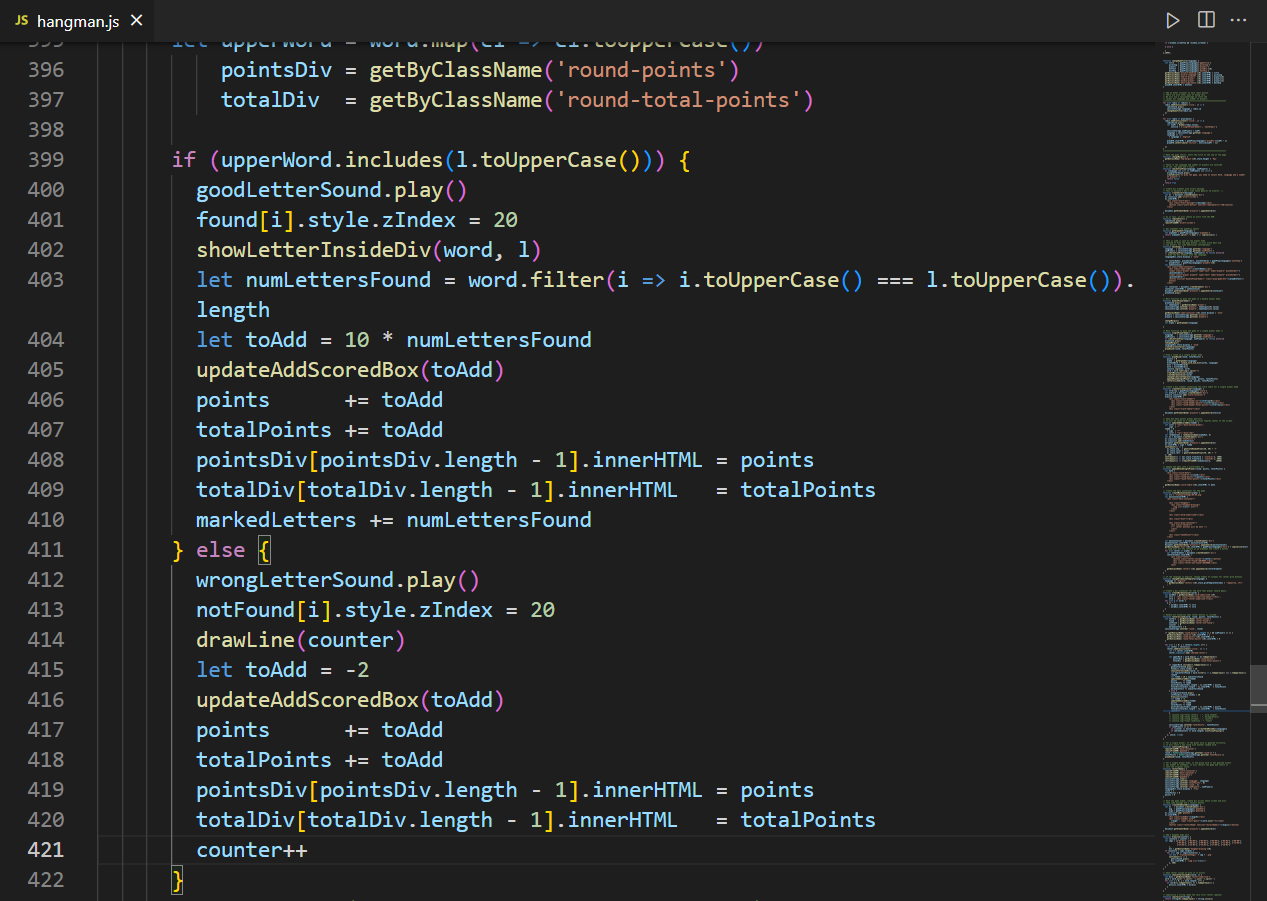 JS hangman.js ×
395 let upperWord = word.map(el => el.toUpperCase())
396 pointsDiv = getByClassName('round-points')
397 totalDiv  = getByClassName('round-total-points')
398
399 if (upperWord.includes(l.toUpperCase())) {
400 goodLetterSound.play()
401 found[i].style.zIndex = 20
402 showLetterInsideDiv(word, l)
403 let numLettersFound = word.filter(i => i.toUpperCase() === l.toUpperCase()).
length
404 let toAdd = 10 * numLettersFound
405 updateAddScoredBox(toAdd)
406 points      += toAdd
407 totalPoints += toAdd
408 pointsDiv[pointsDiv.length - 1].innerHTML = points
409 totalDiv[totalDiv.length - 1].innerHTML   = totalPoints
410 markedLetters += numLettersFound
411 } else {
412 wrongLetterSound.play()
413 notFound[i].style.zIndex = 20
414 drawLine(counter)
415 let toAdd = -2
416 updateAddScoredBox(toAdd)
417 points      += toAdd
418 totalPoints += toAdd
419 pointsDiv[pointsDiv.length - 1].innerHTML = points
420 totalDiv[totalDiv.length - 1].innerHTML   = totalPoints
421 counter++
422 }